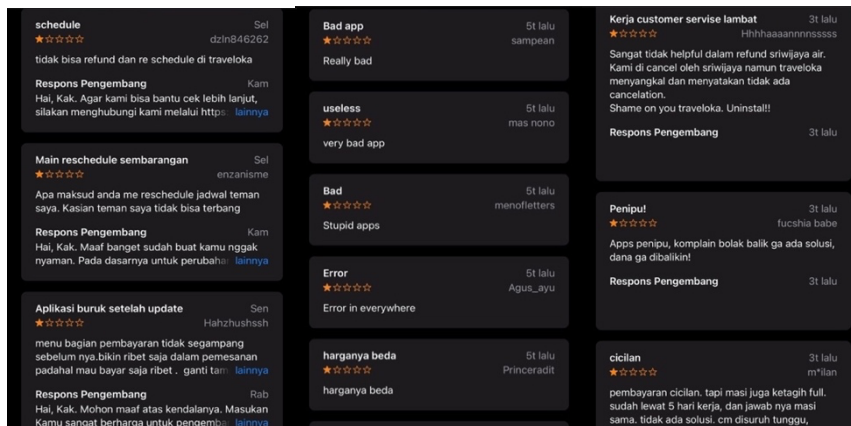 schedule Sel
dzln846262
tidak bisa refund dan re schedule di traveloka
Respons Pengembang Kam
Hai, Kak. Agar kami bisa bantu cek lebih lanjut,
silakan menghubungi kami melalui https: lainnya
Main reschedule sembarangan Sel
enzanisme
Apa maksud anda me reschedule jadwal teman
saya. Kasian teman saya tidak bisa terbang
Respons Pengembang Kam
Hai, Kak. Maaf banget sudah buat kamu nggak
nyaman. Pada dasarnya untuk perubahan lainnya
Aplikasi buruk setelah update Sen
Hahzhushssh
menu bagian pembayaran tidak segampang
sebelum nya.bikin ribet saja dalam pemesanan
padahal mau bayar saja ribet . ganti tam lainnya
Respons Pengembang Rab
Hai, Kak. Mohon maaf atas kendalanya. Masukan
Kamu sangat berharga untuk pengemba lainnya
Bad app 5t lalu
sampean
Really bad
useless 5t lalu
mas nono
very bad app
Bad 5t lalu
menofletters
Stupid apps
Error 5t lalu
Agus_ayu
Error in everywhere
harganya beda 5t lalu
Princeradit
harganya beda
Kerja customer servise lambat 3t lalu
Hhhhaaaannnnsssss
Sangat tidak helpful dalam refund sriwijaya air.
Kami di cancel oleh sriwijaya namun traveloka
menyangkal dan menyatakan tidak ada
cancelation.
Shame on you traveloka. Uninstal!!
Respons Pengembang 3t lalu
Penipu! 3t lalu
fucshia babe
Apps penipu, komplain bolak balik ga ada solusi,
dana ga dibalikin!
Respons Pengembang 3t lalu
cicilan 3t lalu
m*ilan
pembayaran cicilan. tapi masi juga ketagih full.
sudah lewat 5 hari kerja, dan jawab nya masi
sama. tidak ada solusi. cm disuruh tunggu,